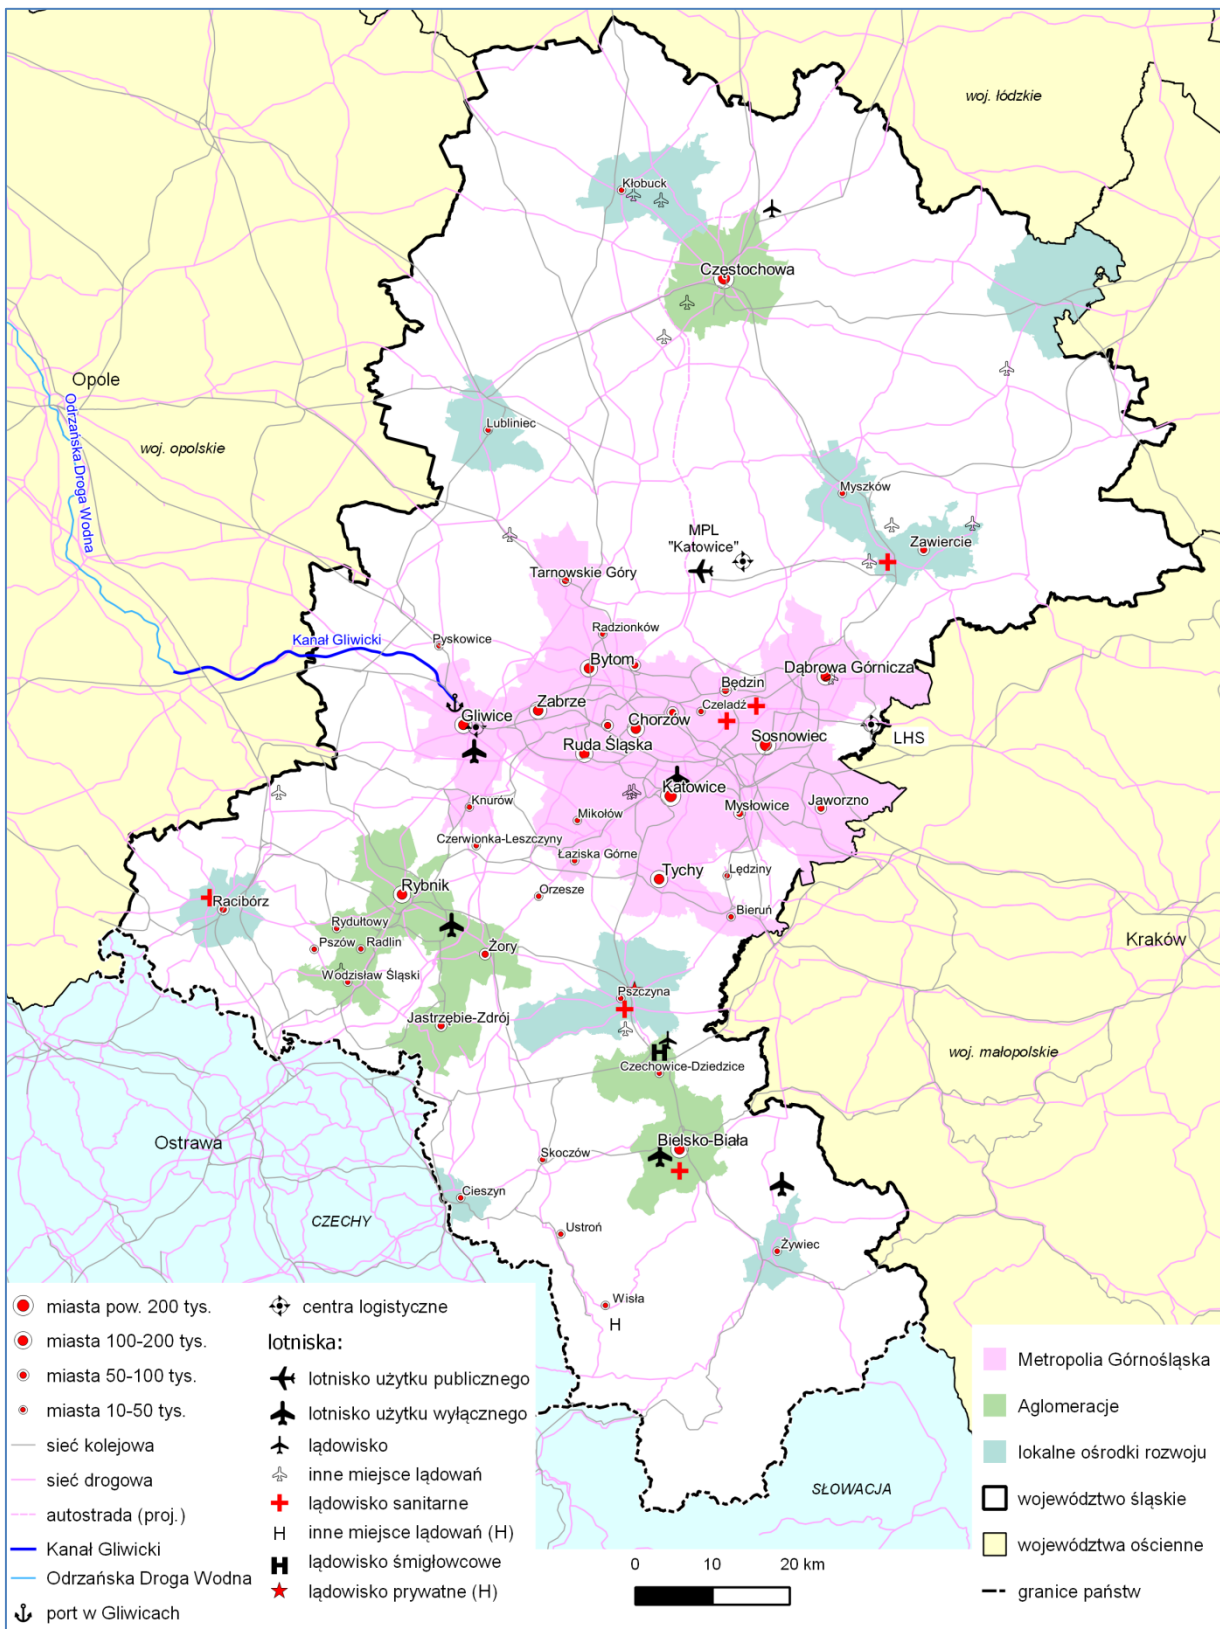 woj. łódzkie
Kłobuck
Częstochowa
Opole
Odrzańska Droga Wodna
woj. opolskie
Lubliniec
Myszków
Zawiercie
MPL
"Katowice"
Tarnowskie Góry
Radzionków
Kanał Gliwicki
Pyskowice
Bytom
Dąbrowa Górnicza
Będzin
Czeladź
Zabrze
Gliwice
Chorzów
Sosnowiec
LHS
Ruda Śląska
Katowice
Knurów
Mikołów
Mysłowice
Jaworzno
Czerwionka-Leszczyny
Łaziska Górne
Tychy
Lędziny
Rybnik
Orzesze
Racibórz
Bieruń
Rydułtowy
Pszów
Radlin
Żory
Kraków
Wodzisław Śląski
Pszczyna
Jastrzębie-Zdrój
H
Czechowice-Dziedzice
woj. małopolskie
Ostrawa
Bielsko-Biała
Skoczów
Cieszyn
CZECHY
Ustroń
Żywiec
Wisła
H
SŁOWACJA
miasta pow. 200 tys.
miasta 100-200 tys.
miasta 50-100 tys.
miasta 10-50 tys.
sieć kolejowa
sieć drogowa
autostrada (proj.)
Kanał Gliwicki
Odrzańska Droga Wodna
port w Gliwicach
centra logistyczne
lotniska:
lotnisko użytku publicznego
lotnisko użytku wyłącznego
lądowisko
inne miejsce lądowań
lądowisko sanitarne
H inne miejsce lądowań (H)
H lądowisko śmigłowcowe
lądowisko prywatne (H)
0 10 20 km
Metropolia Górnośląska
Aglomeracje
lokalne ośrodki rozwoju
województwo śląskie
województwa ościenne
granice państw